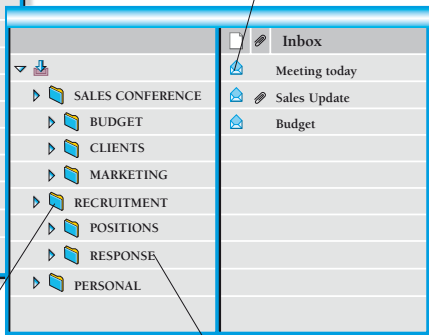 SALES CONFERENCE
BUDGET
CLIENTS
MARKETING
RECRUITMENT
POSITIONS
RESPONSE
PERSONAL
Inbox
Meeting today
Sales Update
Budget